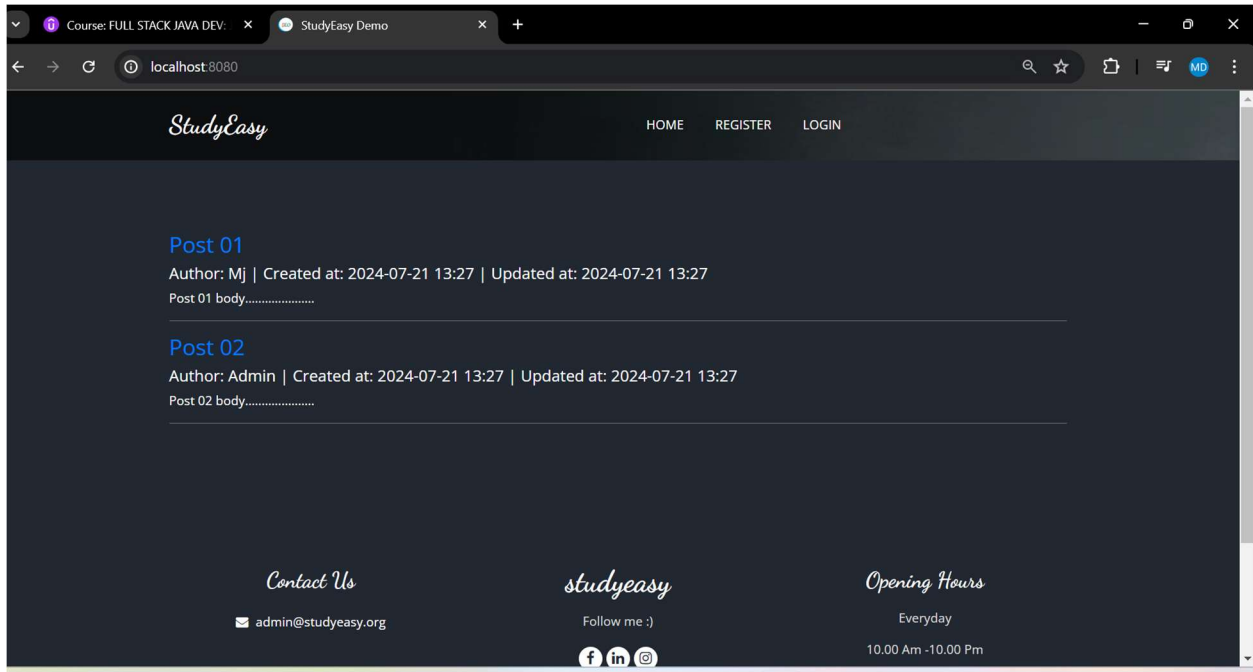 Course: FULL STACK JAVA DEV: StudyEasy Demo
localhost:8080 MD
StudyEasy HOME REGISTER LOGIN
Post 01
Author: Mj | Created at: 2024-07-21 13:27 | Updated at: 2024-07-21 13:27
Post 01 body.....................
Post 02
Author: Admin | Created at: 2024-07-21 13:27 | Updated at: 2024-07-21 13:27
Post 02 body.....................
Contact Us studyeasy Opening Hours
admin@studyeasy.org Follow me :) Everyday
10.00 Am -10.00 Pm